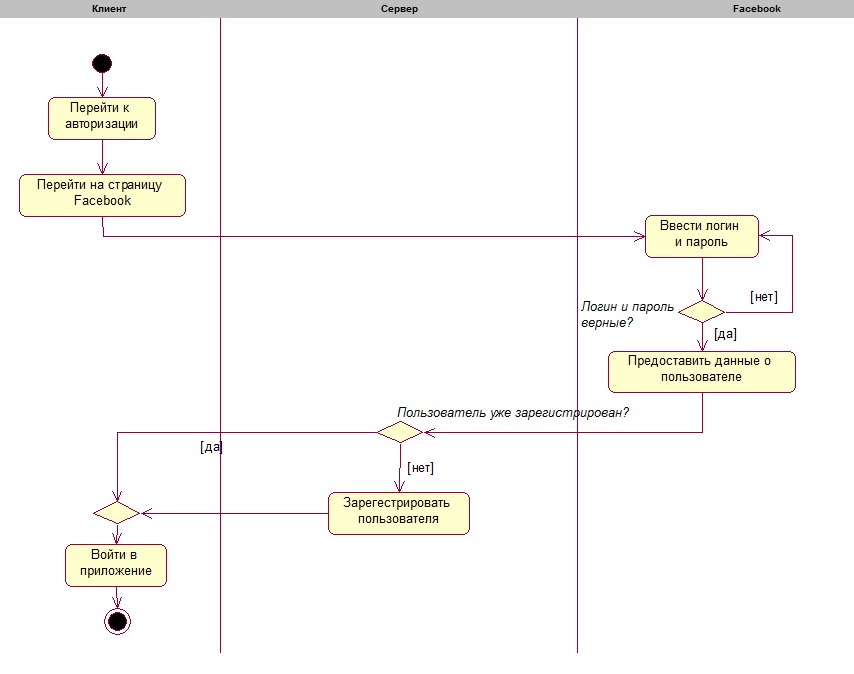 Клиент
Сервер
Facebook
Перейти к
авторизации
Перейти на страницу
Facebook
Ввести логин
и пароль
[нет]
Логин и пароль
верные?
[да]
Предоставить данные о
пользователе
Пользователь уже зарегистрирован?
[да]
[нет]
Зарегестрировать
пользователя
Войти в
приложение